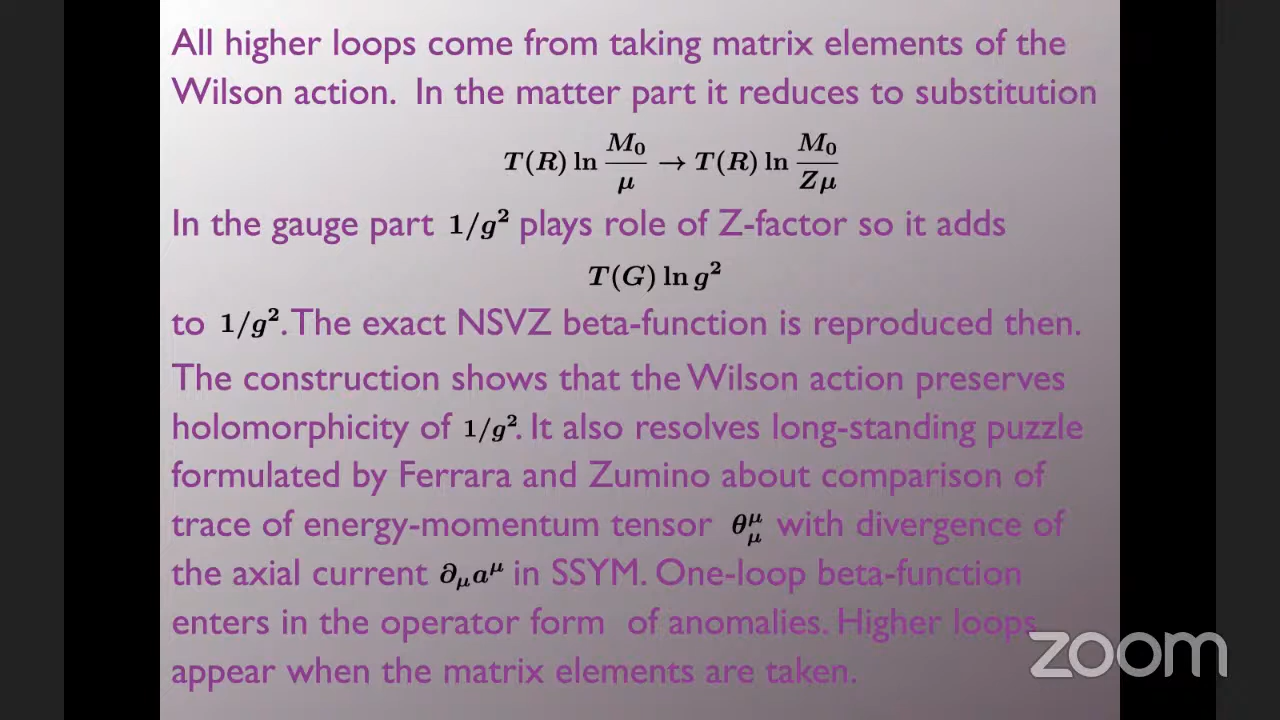 All higher loops come from taking matrix elements of the
Wilson action. In the matter part it reduces to substitution
T(R) ln M₀/μ → T(R) ln M₀/Zμ
In the gauge part 1/g² plays role of Z-factor so it adds
T(G) ln g²
to 1/g². The exact NSVZ beta-function is reproduced then.
The construction shows that the Wilson action preserves
holomorphicity of 1/g². It also resolves long-standing puzzle
formulated by Ferrara and Zumino about comparison of
trace of energy-momentum tensor θ^μ_μ with divergence of
the axial current ∂_μ a^μ in SSYM. One-loop beta-function
enters in the operator form of anomalies. Higher loops
appear when the matrix elements are taken.
zoom